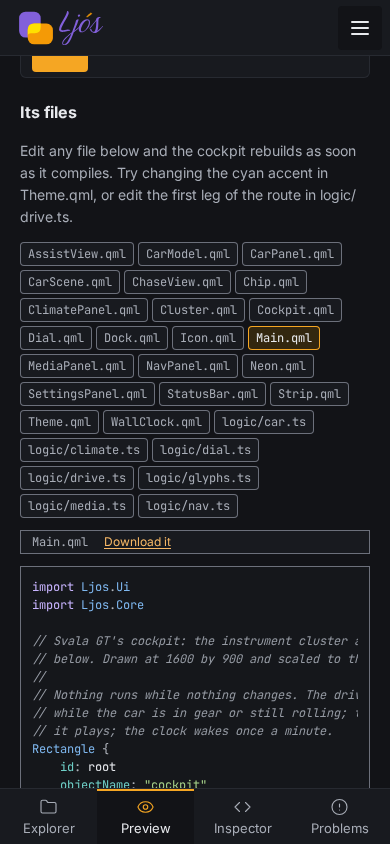 Ljós
Its files
Edit any file below and the cockpit rebuilds as soon
as it compiles. Try changing the cyan accent in
Theme.qml, or edit the first leg of the route in logic/
drive.ts.
AssistView.qml CarModel.qml CarPanel.qml
CarScene.qml ChaseView.qml Chip.qml
ClimatePanel.qml Cluster.qml Cockpit.qml
Dial.qml Dock.qml Icon.qml Main.qml
MediaPanel.qml NavPanel.qml Neon.qml
SettingsPanel.qml StatusBar.qml Strip.qml
Theme.qml WallClock.qml logic/car.ts
logic/climate.ts logic/dial.ts
logic/drive.ts logic/glyphs.ts
logic/media.ts logic/nav.ts
Main.qml Download it
import Ljos.Ui
import Ljos.Core
// Svala GT's cockpit: the instrument cluster a
// below. Drawn at 1600 by 900 and scaled to th
//
// Nothing runs while nothing changes. The driv
// while the car is in gear or still rolling; t
// it plays; the clock wakes once a minute.
Rectangle {
id: root
objectName: "cockpit"
Explorer Preview Inspector Problems